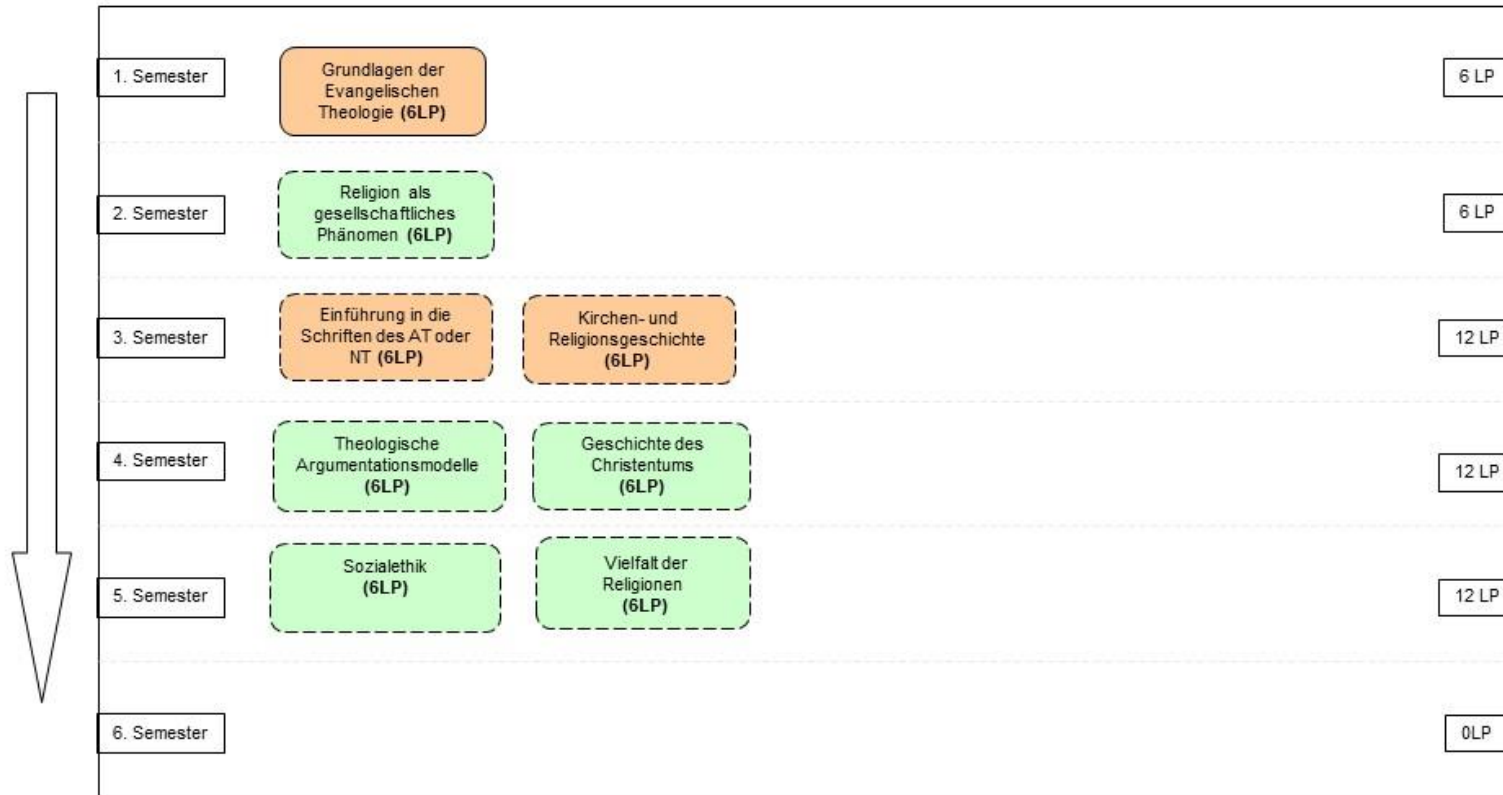 1. Semester
Grundlagen der
Evangelischen
Theologie (6LP)
6 LP
2. Semester
Religion als
gesellschaftliches
Phänomen (6LP)
6 LP
3. Semester
Einführung in die
Schriften des AT oder
NT (6LP)
Kirchen- und
Religionsgeschichte
(6LP)
12 LP
4. Semester
Theologische
Argumentationsmodelle
(6LP)
Geschichte des
Christentums
(6LP)
12 LP
5. Semester
Sozialethik
(6LP)
Vielfalt der
Religionen
(6LP)
12 LP
6. Semester
0LP